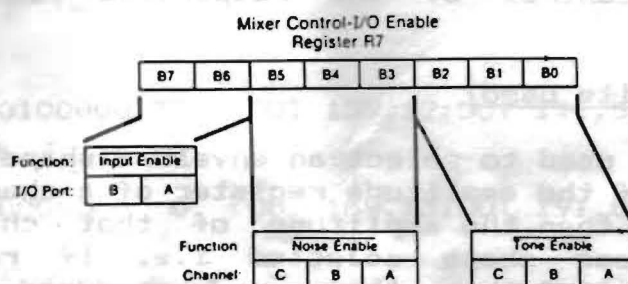 Mixer Control-I/O Enable
Register R7
B7 B6 B5 B4 B3 B2 B1 B0
Function: Input Enable
I/O Port: B A
Function Noise Enable Tone Enable
Channel: C B A C B A